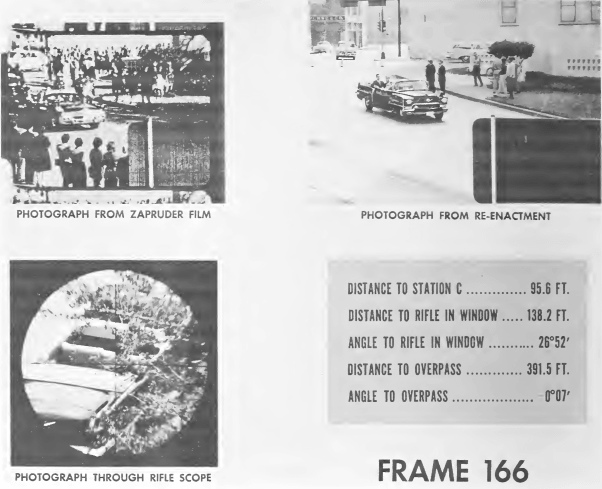 PHOTOGRAPH FROM ZAPRUDER FILM
PHOTOGRAPH FROM RE-ENACTMENT
PHOTOGRAPH THROUGH RIFLE SCOPE
DISTANCE TO STATION C .............. 95.6 FT.
DISTANCE TO RIFLE IN WINDOW ..... 138.2 FT.
ANGLE TO RIFLE IN WINDOW ........... 26°52′
DISTANCE TO OVERPASS .............. 391.5 FT.
ANGLE TO OVERPASS ................... -0°07′
FRAME 166